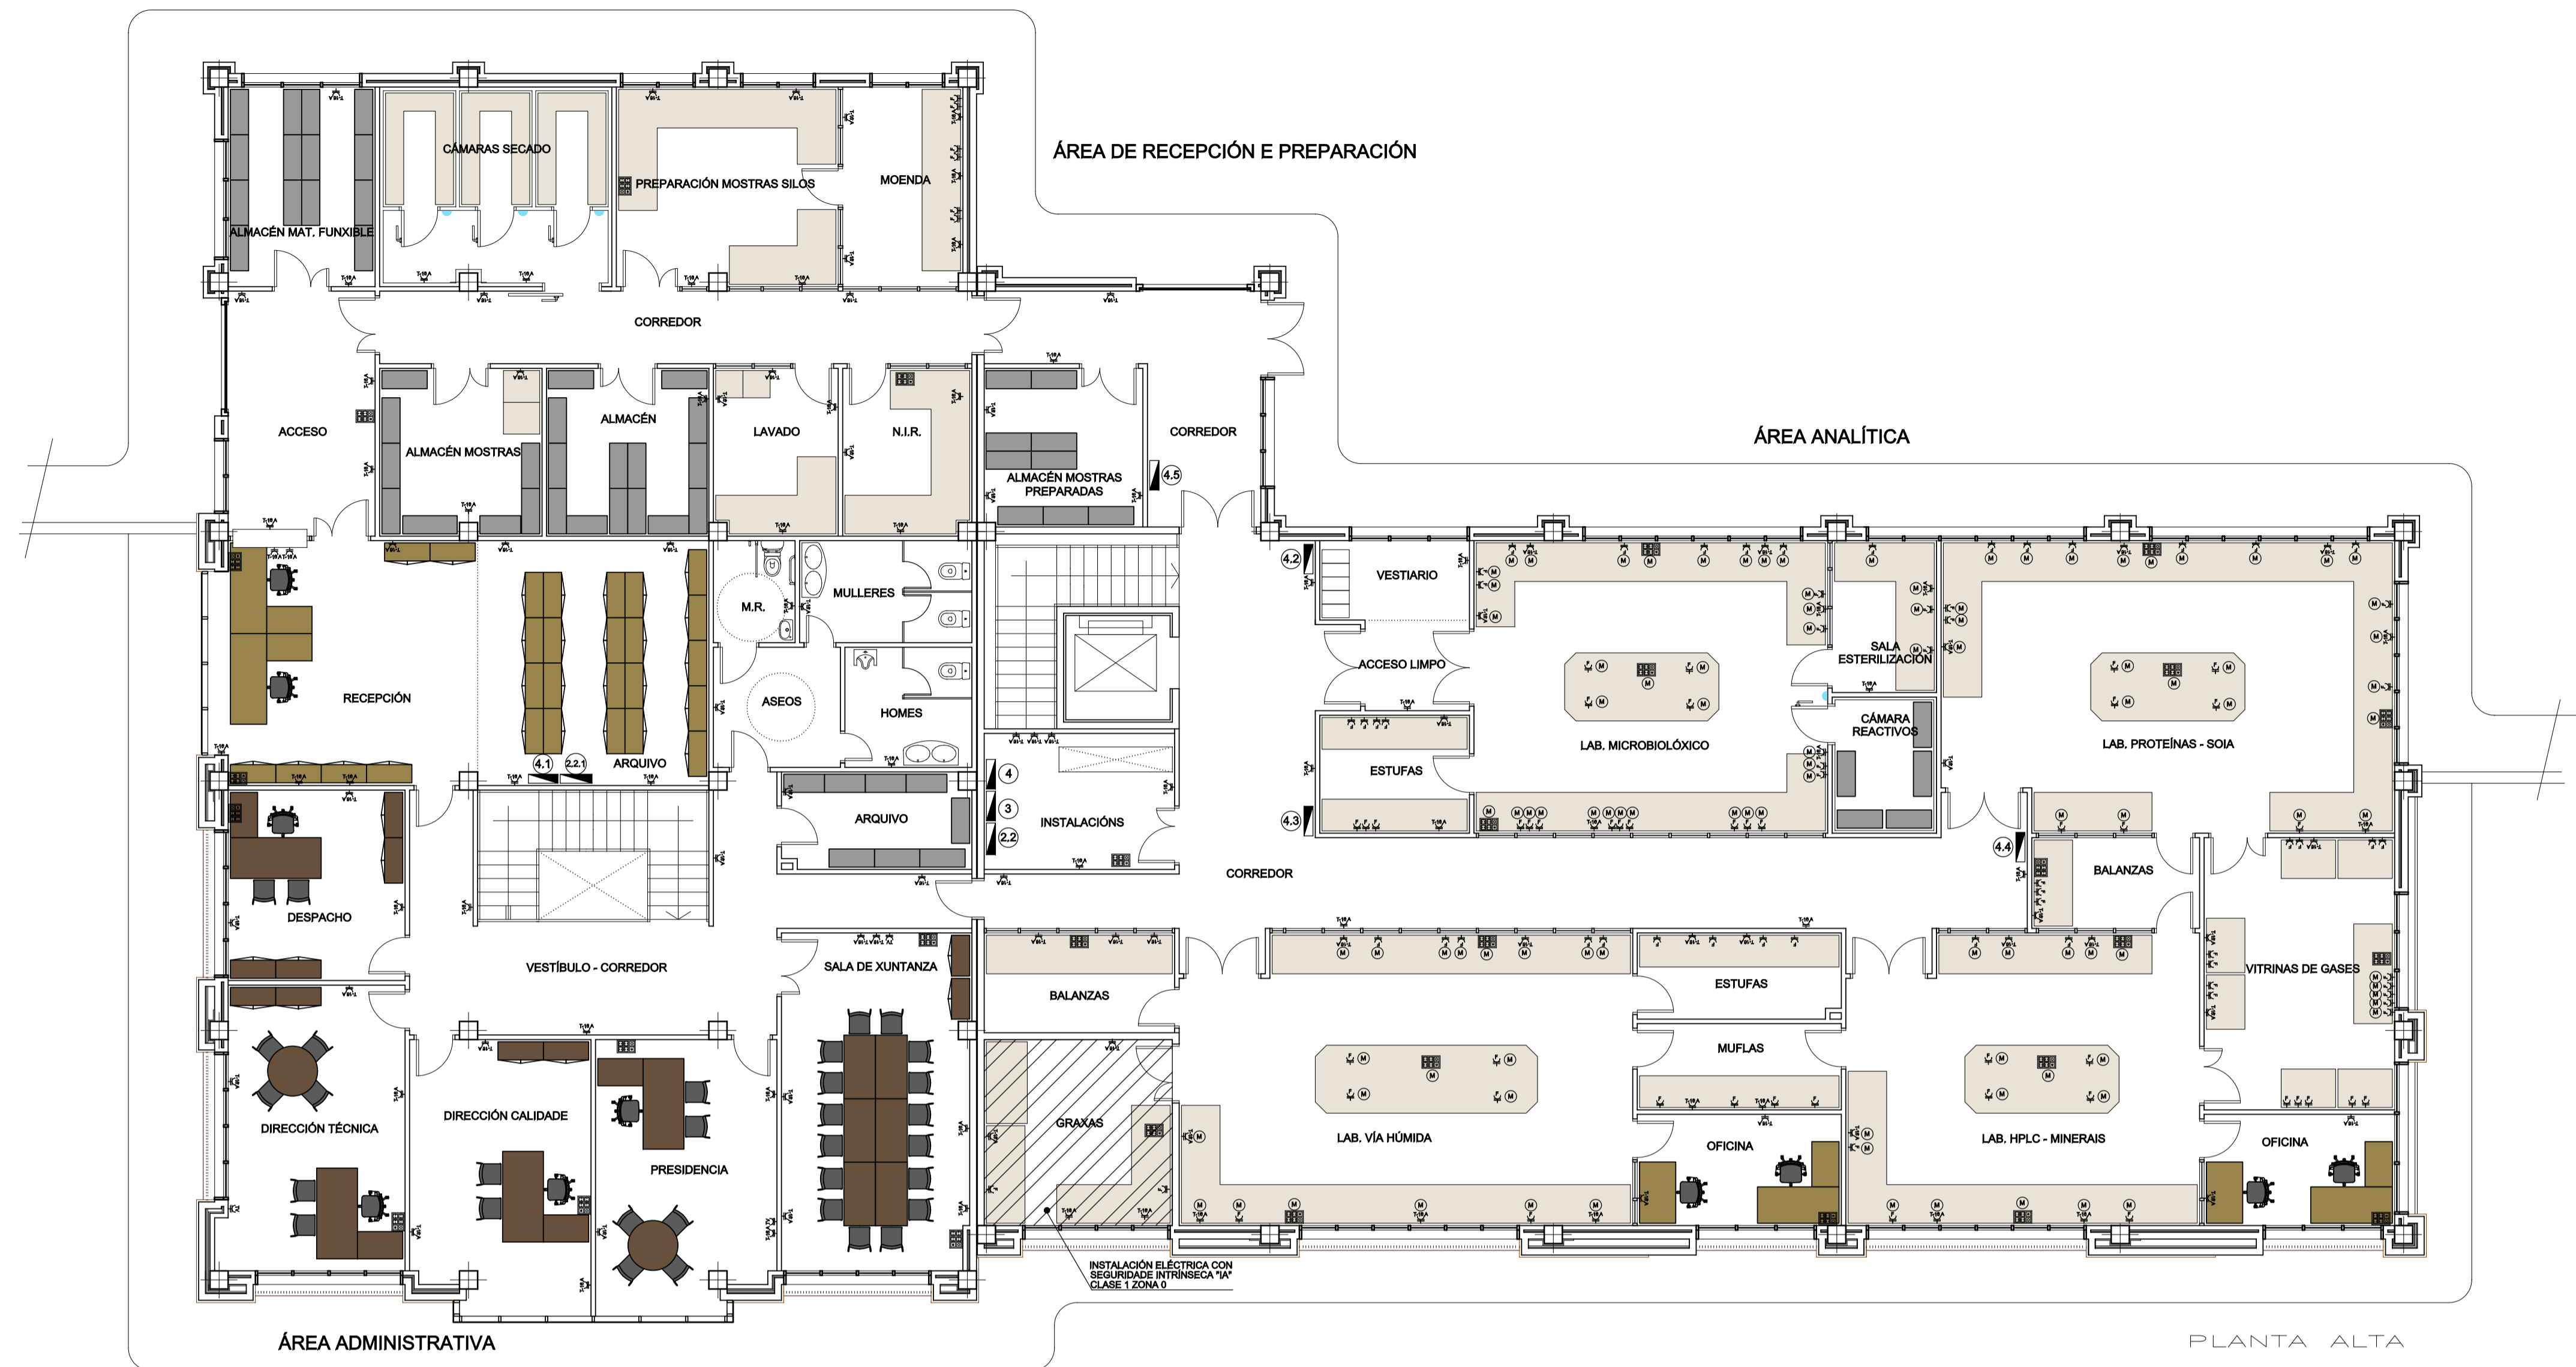 ÁREA DE RECEPCIÓN E PREPARACIÓN
CÁMARAS SECADO
PREPARACIÓN MOSTRAS SILOS
MOENDA
ALMACÉN MAT. FUNXIBLE
CORREDOR
ACCESO
ALMACÉN MOSTRAS
ALMACÉN
LAVADO
N.I.R.
ALMACÉN MOSTRAS
PREPARADAS
CORREDOR
4.5
ÁREA ANALÍTICA
RECEPCIÓN
ARQUIVO
4.1
2.2.1
M.R.
MULLERES
ASEOS
HOMES
ARQUIVO
4
3
2.2
INSTALACIÓNS
4.2
VESTIARIO
ACCESO LIMPO
ESTUFAS
4.3
LAB. MICROBIOLÓXICO
SALA
ESTERILIZACIÓN
CÁMARA
REACTIVOS
LAB. PROTEÍNAS - SOIA
4.4
BALANZAS
CORREDOR
VITRINAS DE GASES
DESPACHO
VESTÍBULO - CORREDOR
SALA DE XUNTANZA
BALANZAS
ESTUFAS
MUFLAS
DIRECCIÓN TÉCNICA
DIRECCIÓN CALIDADE
PRESIDENCIA
GRAXAS
LAB. VÍA HÚMIDA
OFICINA
LAB. HPLC - MINERAIS
OFICINA
INSTALACIÓN ELÉCTRICA CON
SEGURIDADE INTRÍNSECA "IA"
CLASE 1 ZONA 0
ÁREA ADMINISTRATIVA
PLANTA ALTA